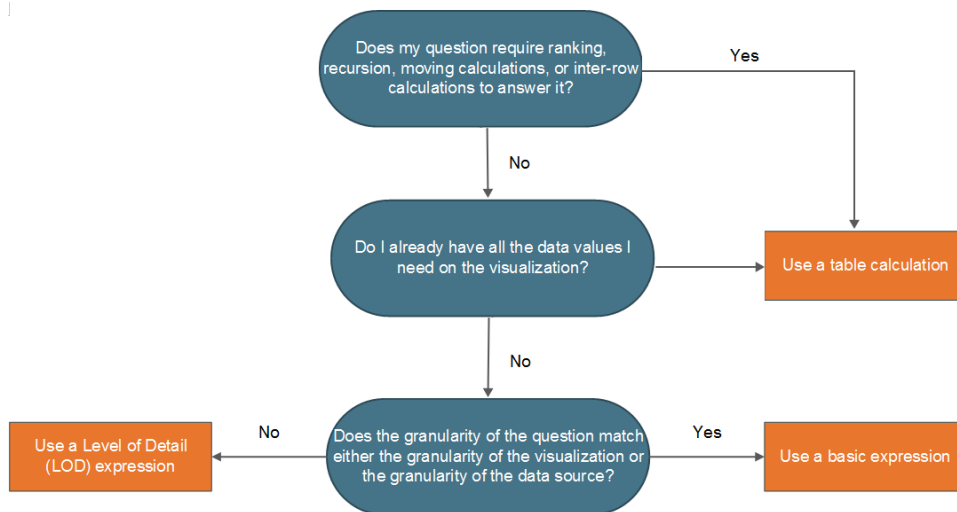 Does my question require ranking,
recursion, moving calculations, or inter-row
calculations to answer it?
Yes
No
Do I already have all the data values I
need on the visualization?
Use a table calculation
No
Does the granularity of the question match
either the granularity of the visualization or
the granularity of the data source?
No
Yes
Use a Level of Detail
(LOD) expression
Use a basic expression